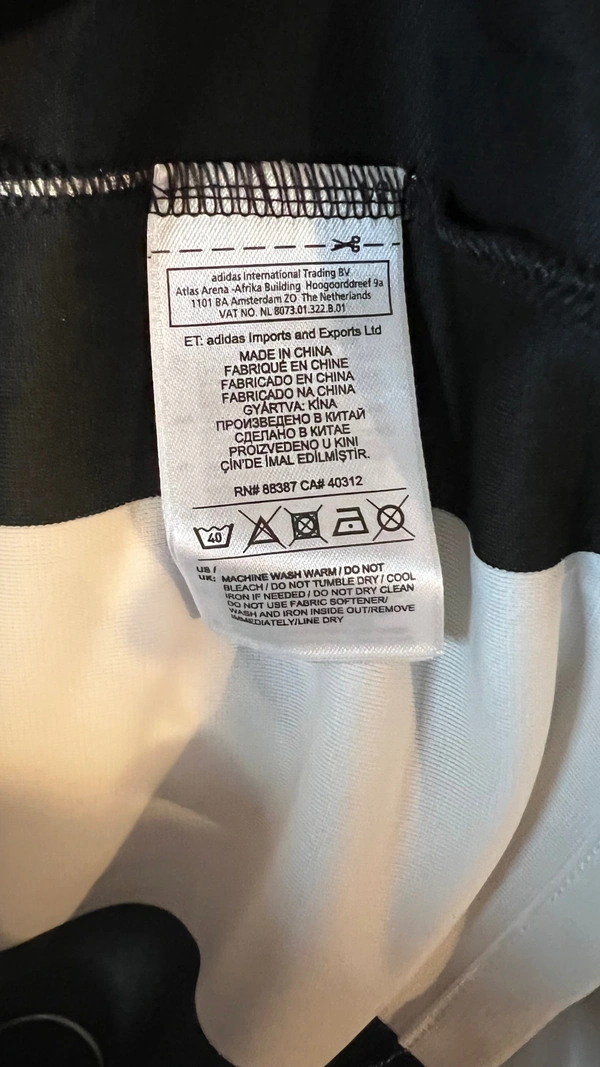 adidas International Trading BV
Atlas Arena -Afrika Building Hoogoorddreef 9a
1101 BA Amsterdam ZO The Netherlands
VAT NO. NL 8073.01.322.B.01
ET: adidas Imports and Exports Ltd
MADE IN CHINA
FABRIQUÉ EN CHINE
FABRICADO EN CHINA
FABRICADO NA CHINA
GYÁRTVA: KÍNA
ПРОИЗВЕДЕНО В КИТАЙ
СДЕЛАНО В КИТАЕ
PROIZVEDENO U KINI
ÇİN'DE İMAL EDİLMİŞTİR.
RN# 88387 CA# 40312
40
US /
UK: MACHINE WASH WARM / DO NOT
BLEACH / DO NOT TUMBLE DRY / COOL
IRON IF NEEDED / DO NOT DRY CLEAN
DO NOT USE FABRIC SOFTENER/
WASH AND IRON INSIDE OUT/REMOVE
IMMEDIATELY/LINE DRY